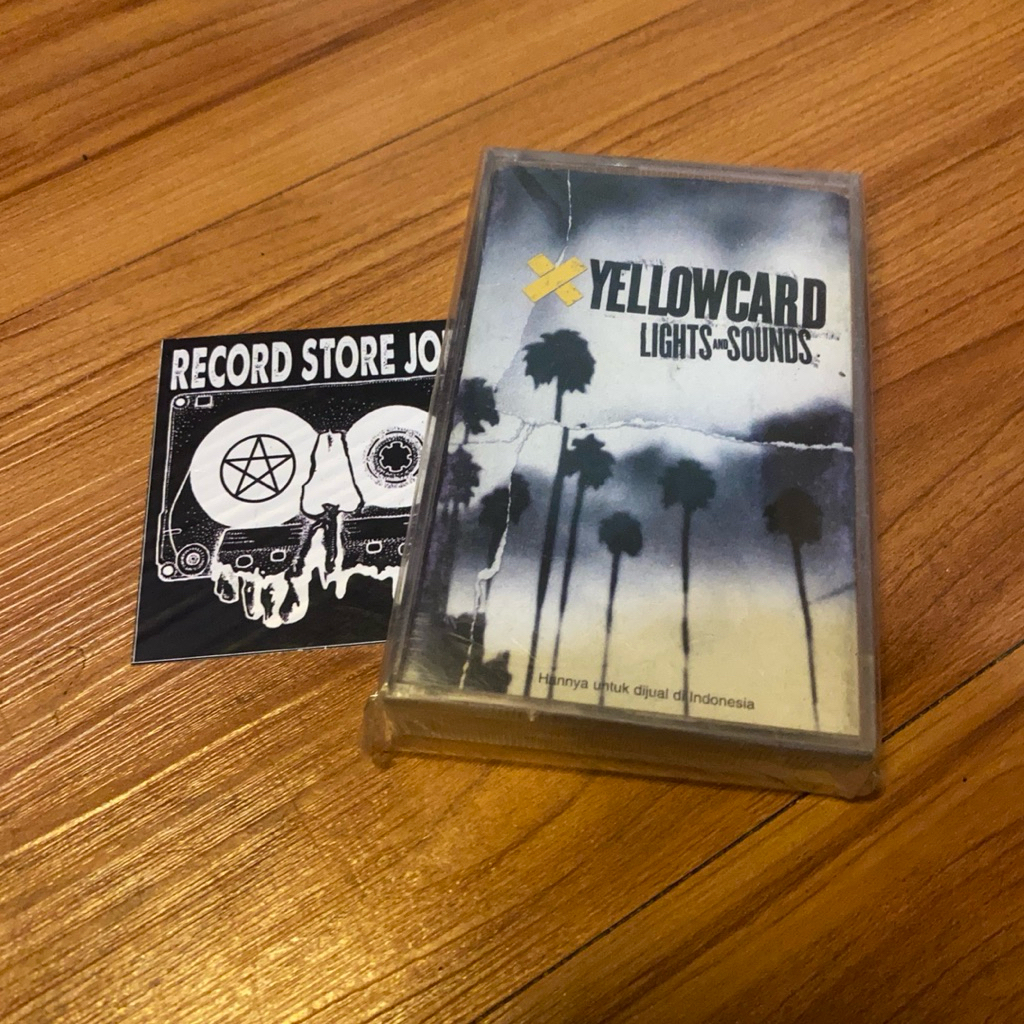 RECORD STORE JO
YELLOWCARD
LIGHTS AND SOUNDS
Hannya untuk dijual di Indonesia